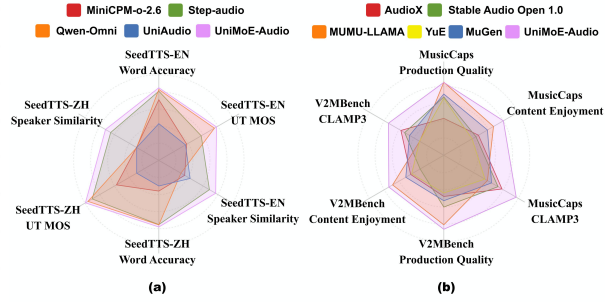 MiniCPM-o-2.6 Step-audio
Qwen-Omni UniAudio UniMoE-Audio
SeedTTS-EN
Word Accuracy
SeedTTS-EN
UT MOS
SeedTTS-EN
Speaker Similarity
SeedTTS-ZH
Word Accuracy
SeedTTS-ZH
UT MOS
SeedTTS-ZH
Speaker Similarity
(a)
AudioX Stable Audio Open 1.0
MUMU-LLAMA YuE MuGen UniMoE-Audio
MusicCaps
Production Quality
MusicCaps
Content Enjoyment
MusicCaps
CLAMP3
V2MBench
Production Quality
V2MBench
Content Enjoyment
V2MBench
CLAMP3
(b)